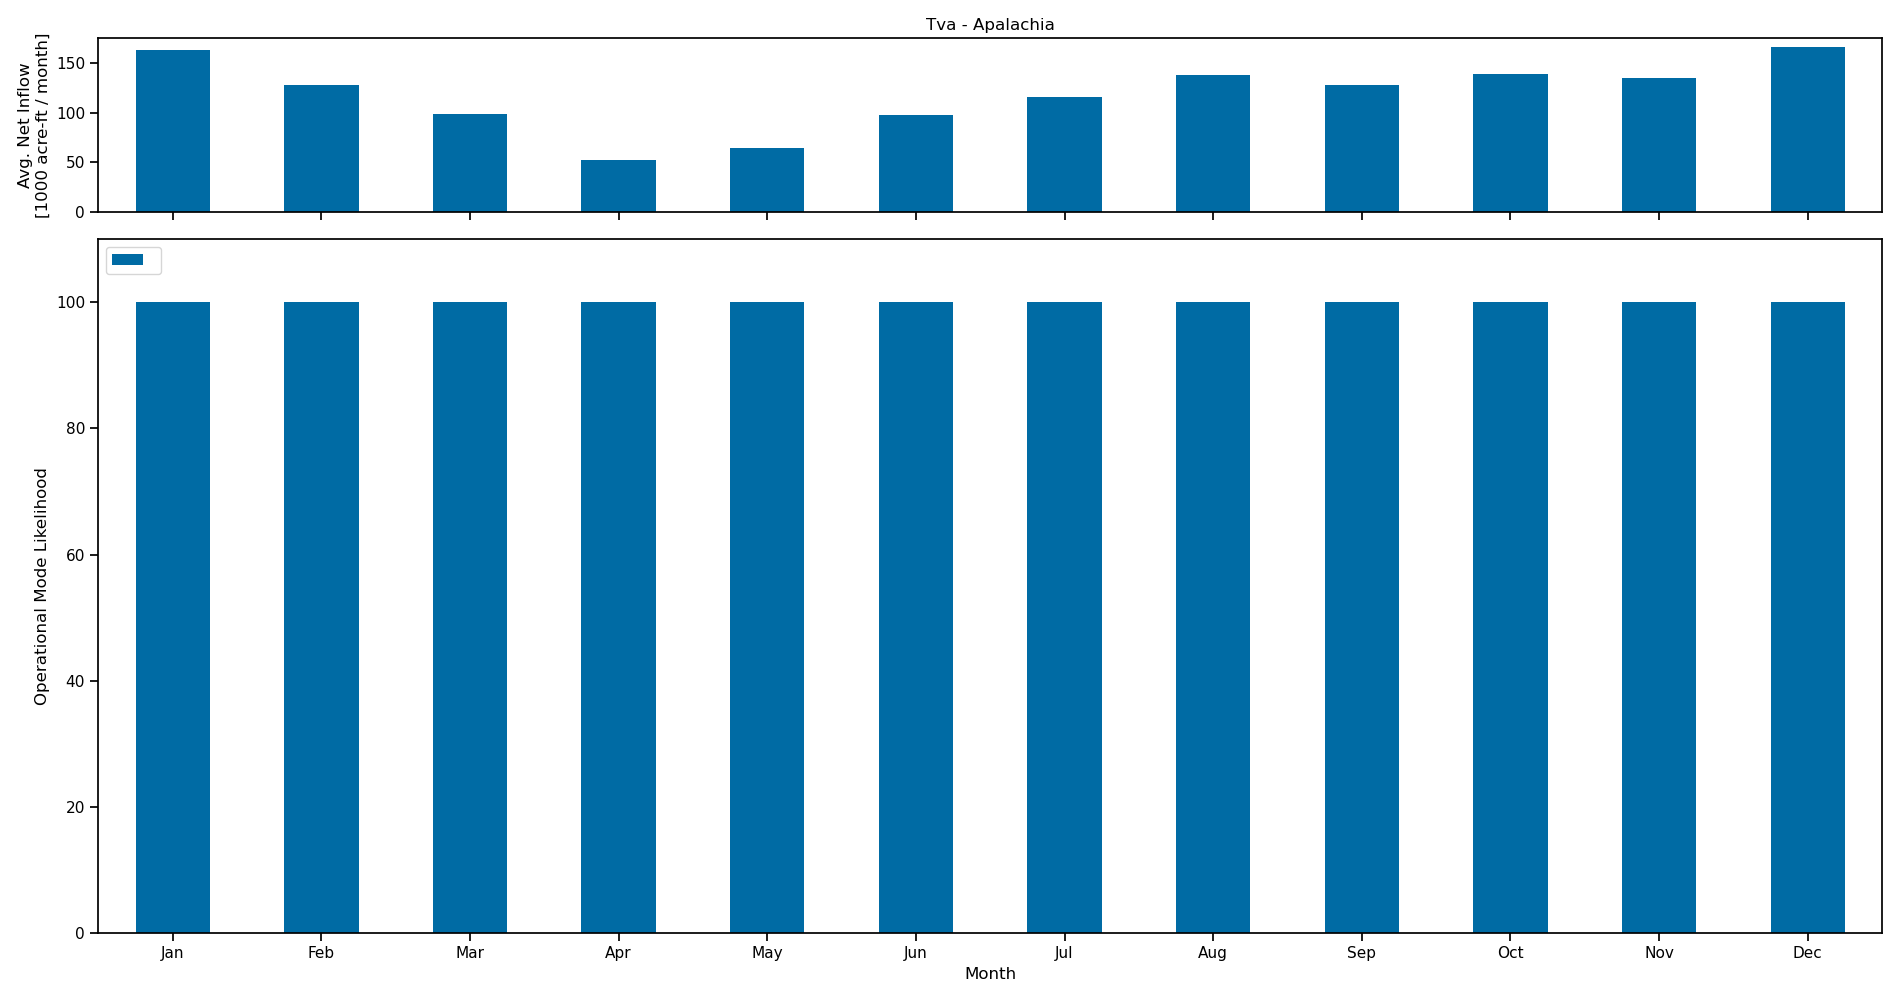 Tva - Apalachia
Avg. Net Inflow
[1000 acre-ft / month]
150
100
50
0
Operational Mode Likelihood
100
80
60
40
20
0
Jan Feb Mar Apr May Jun Jul Aug Sep Oct Nov Dec
Month